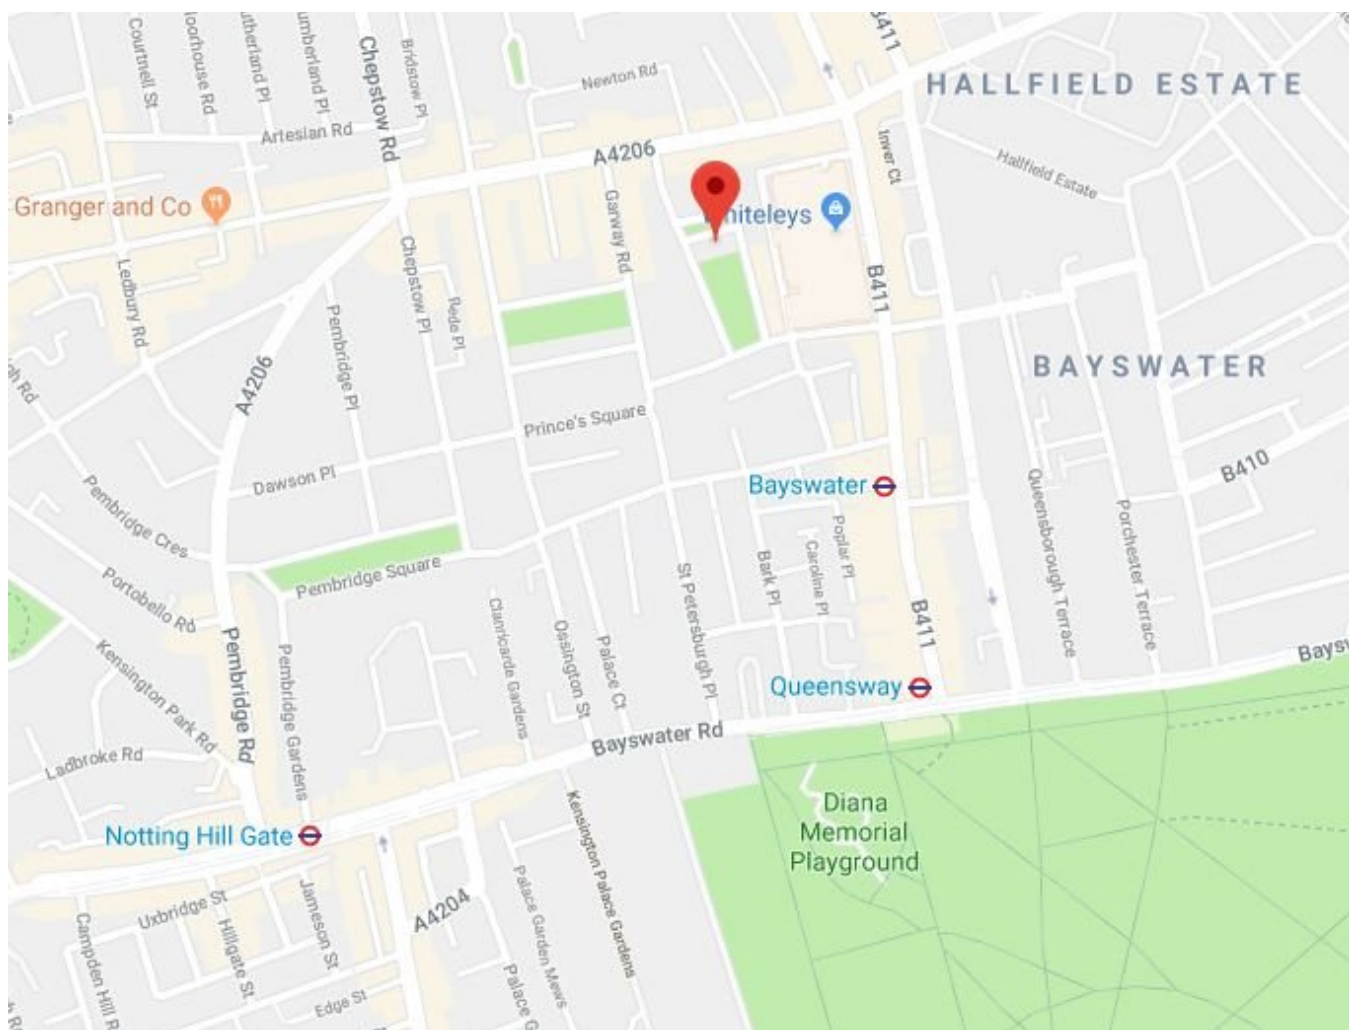 Courtnell St
Moorhouse Rd
Chepstow Rd
Bridstow Pl
Newton Rd
B411
HALLFIELD ESTATE
Artesian Rd
A4206
Inver Ct
Hallfield Estate
Granger and Co
Garway Rd
Whiteleys
Ledbury Rd
Chepstow Pl
Rede Pl
Pembridge Pl
B411
BAYSWATER
A4206
Prince's Square
Dawson Pl
Bayswater
B410
Pembridge Cres
Queensborough Terrace
Porchester Terrace
Poplar Pl
Caroline Pl
Bark Pl
Pembridge Square
Portobello Rd
St Petersburgh Pl
Clanricarde Gardens
Ossington St
Palace Ct
B411
Pembridge Rd
Pembridge Gardens
Kensington Park Rd
Queensway
Bayswater Rd
Ladbroke Rd
Diana
Memorial
Playground
Notting Hill Gate
Kensington Palace Gardens
Palace Garden Mews
A4204
Uxbridge St
Jameson St
Hillgate St
Campden Hill R
Edge St
Palace G